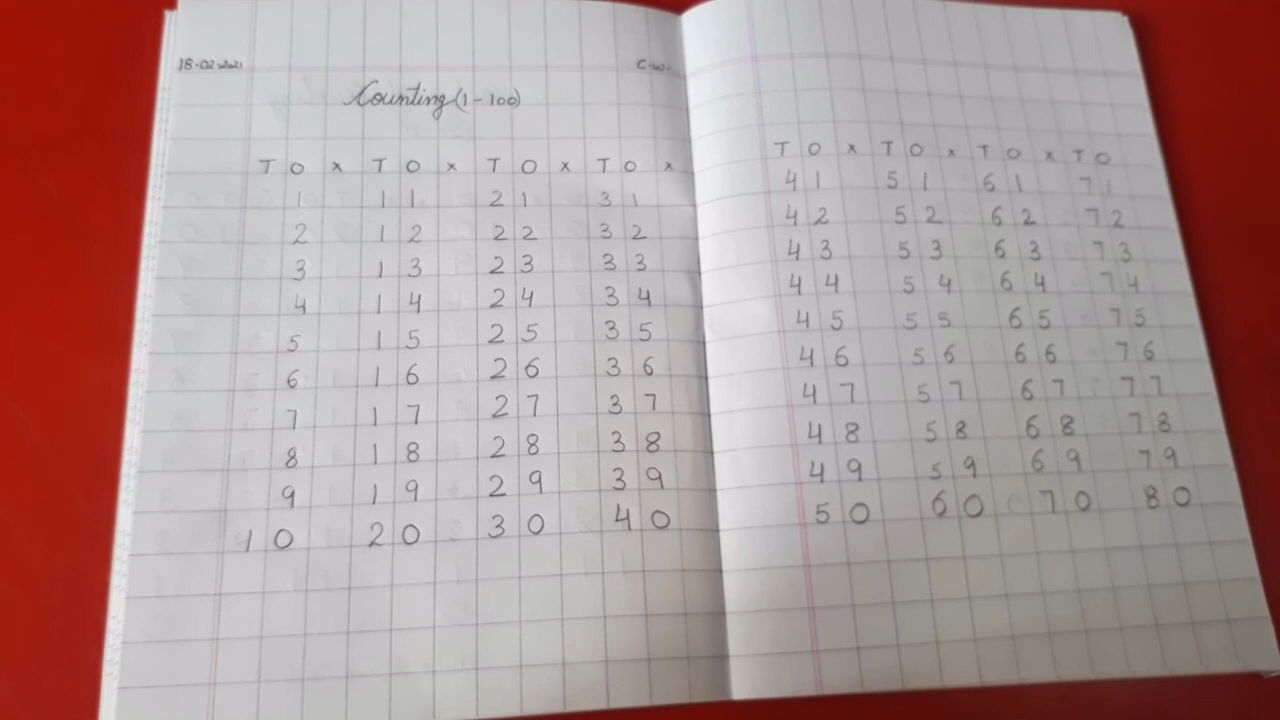 18.02.2021 C.W.
Counting (1-100)
T O × T O × T O × T O ×
1 11 21 31
2 12 22 32
3 13 23 33
4 14 24 34
5 15 25 35
6 16 26 36
7 17 27 37
8 18 28 38
9 19 29 39
10 20 30 40
T O × T O × T O × T O
41 51 61 71
42 52 62 72
43 53 63 73
44 54 64 74
45 55 65 75
46 56 66 76
47 57 67 77
48 58 68 78
49 59 69 79
50 60 70 80